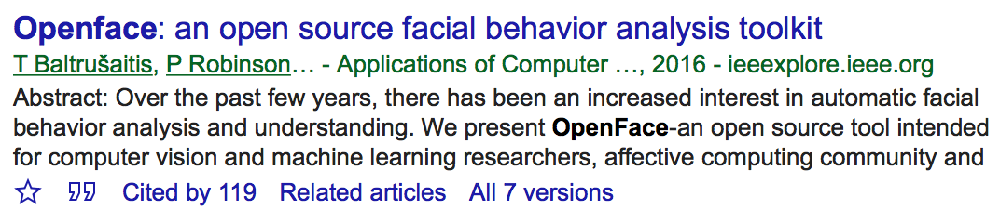 Openface: an open source facial behavior analysis toolkit
T Baltrušaitis, P Robinson… - Applications of Computer …, 2016 - ieeexplore.ieee.org
Abstract: Over the past few years, there has been an increased interest in automatic facial
behavior analysis and understanding. We present OpenFace-an open source tool intended
for computer vision and machine learning researchers, affective computing community and
Cited by 119 Related articles All 7 versions